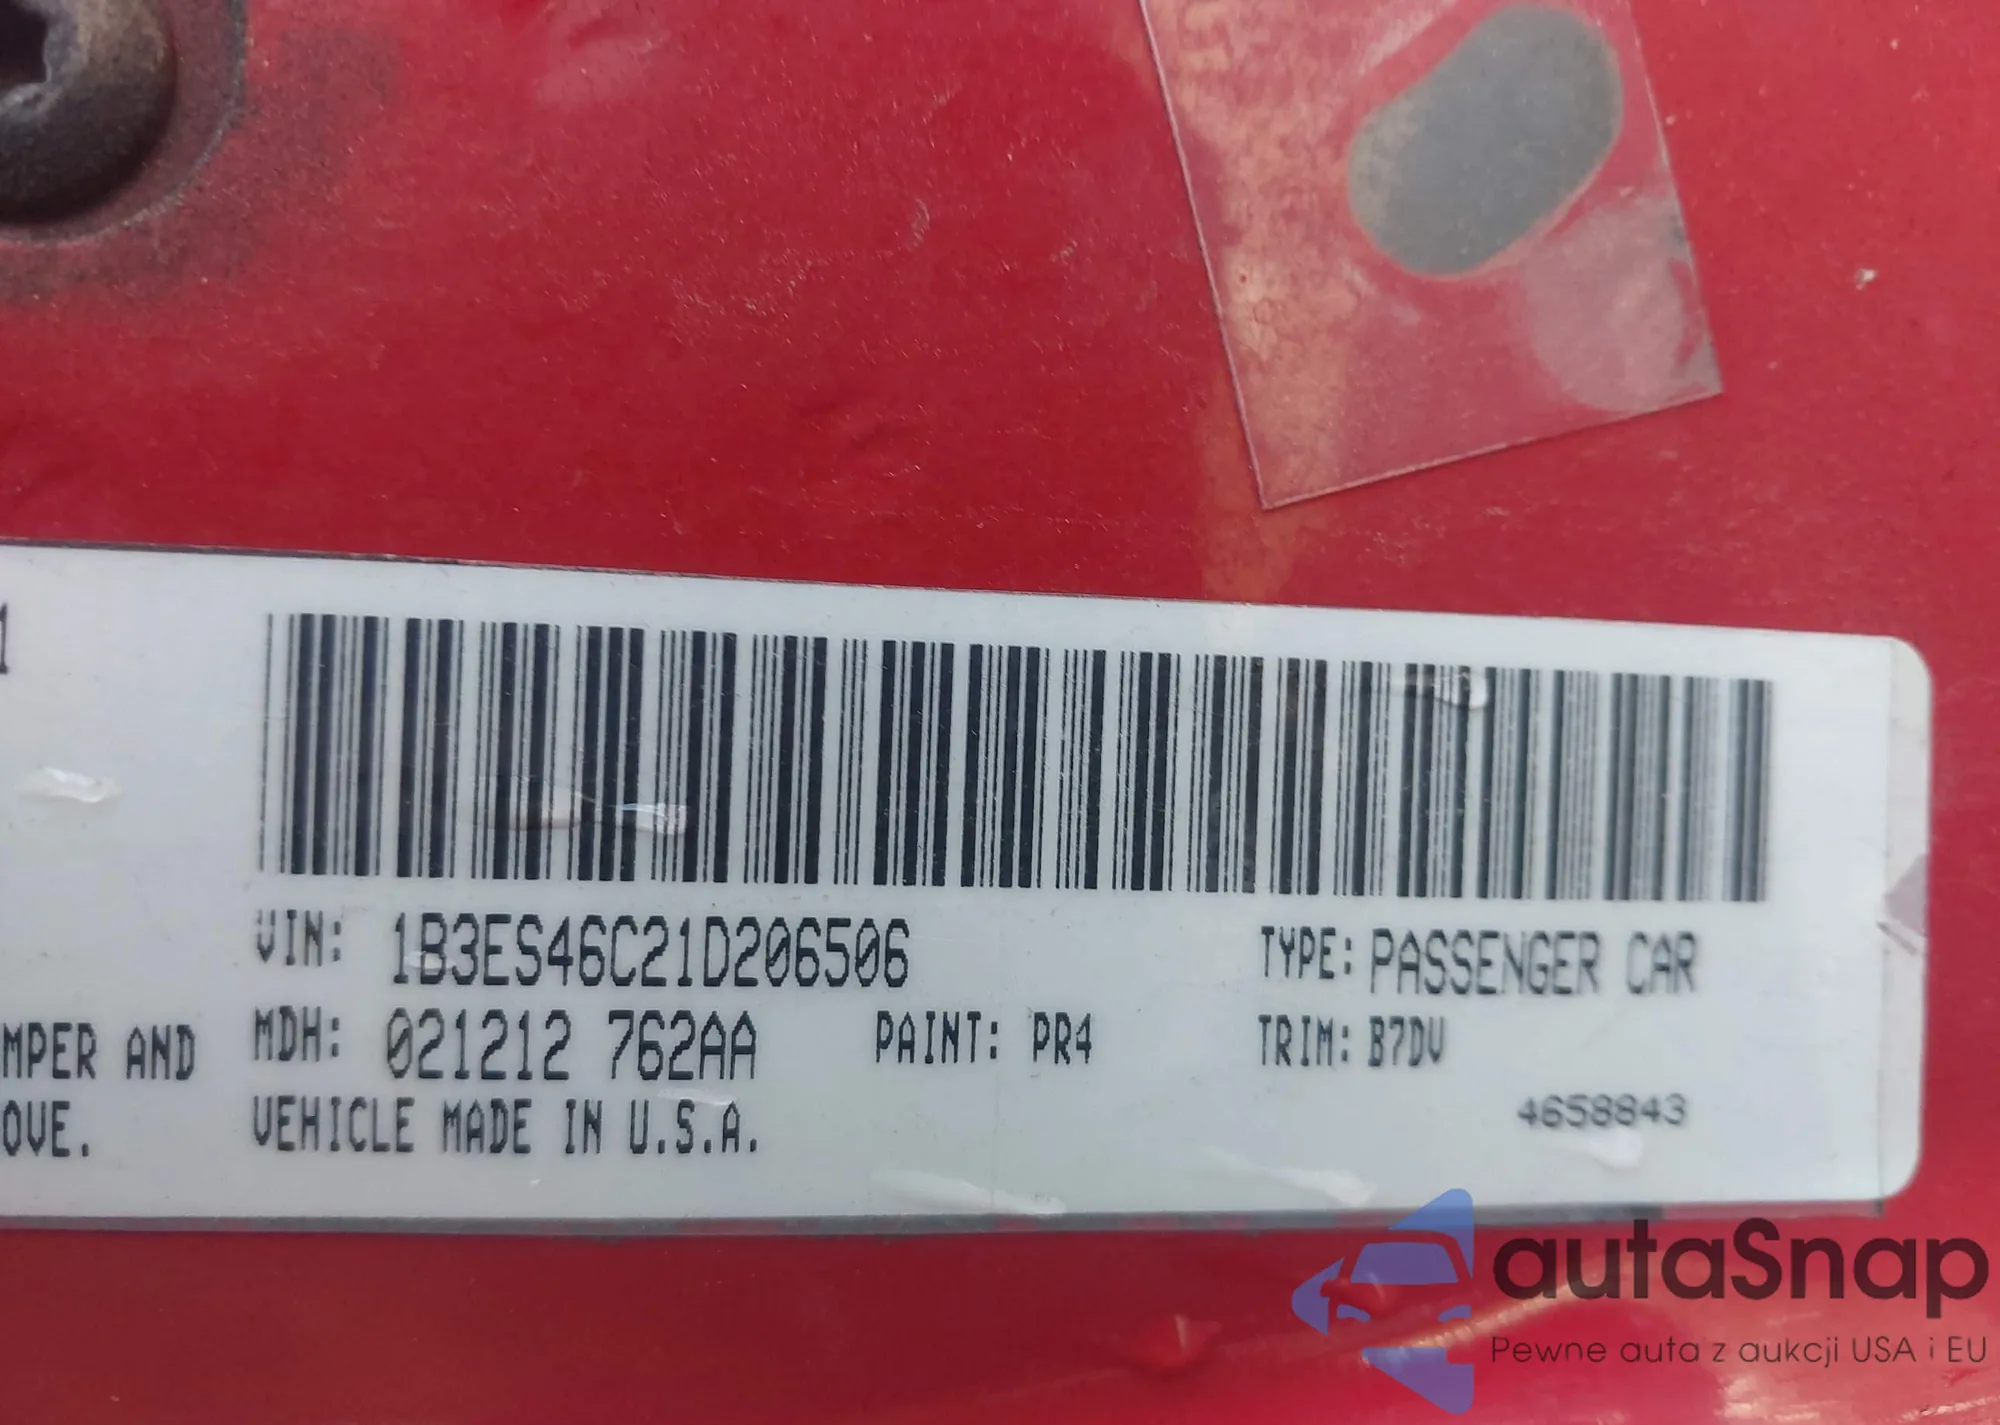 1
VIN: 1B3ES46C21D206506
TYPE: PASSENGER CAR
MPER AND
MDH: 021212 762AA
PAINT: PR4
TRIM: B7DV
OVE.
VEHICLE MADE IN U.S.A.
4658843
autaSnap
Pewne auta z aukcji USA i EU